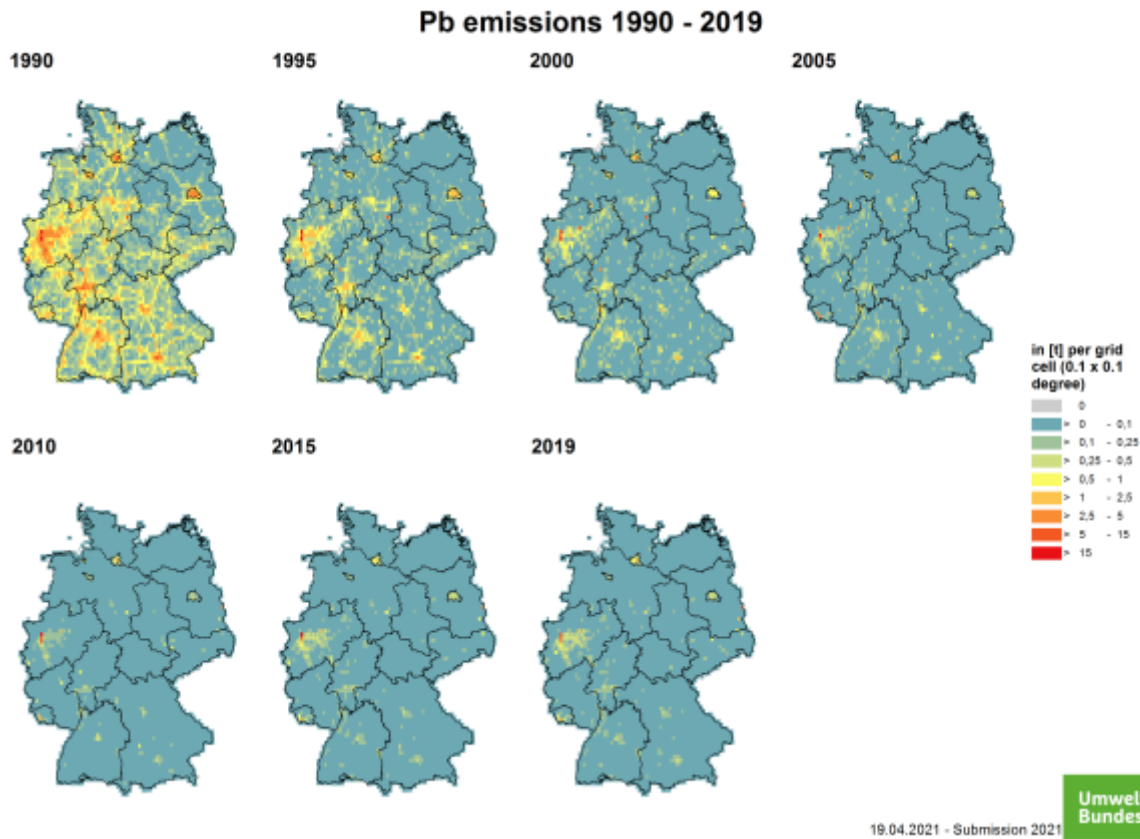 Pb emissions 1990 - 2019
1990
1995
2000
2005
2010
2015
2019
in [t] per grid
cell (0.1 x 0.1
degree)
0
> 0 - 0,1
> 0,1 - 0,25
> 0,25 - 0,5
> 0,5 - 1
> 1 - 2,5
> 2,5 - 5
> 5 - 15
> 15
Umwel
Bundes
19.04.2021 - Submission 2021